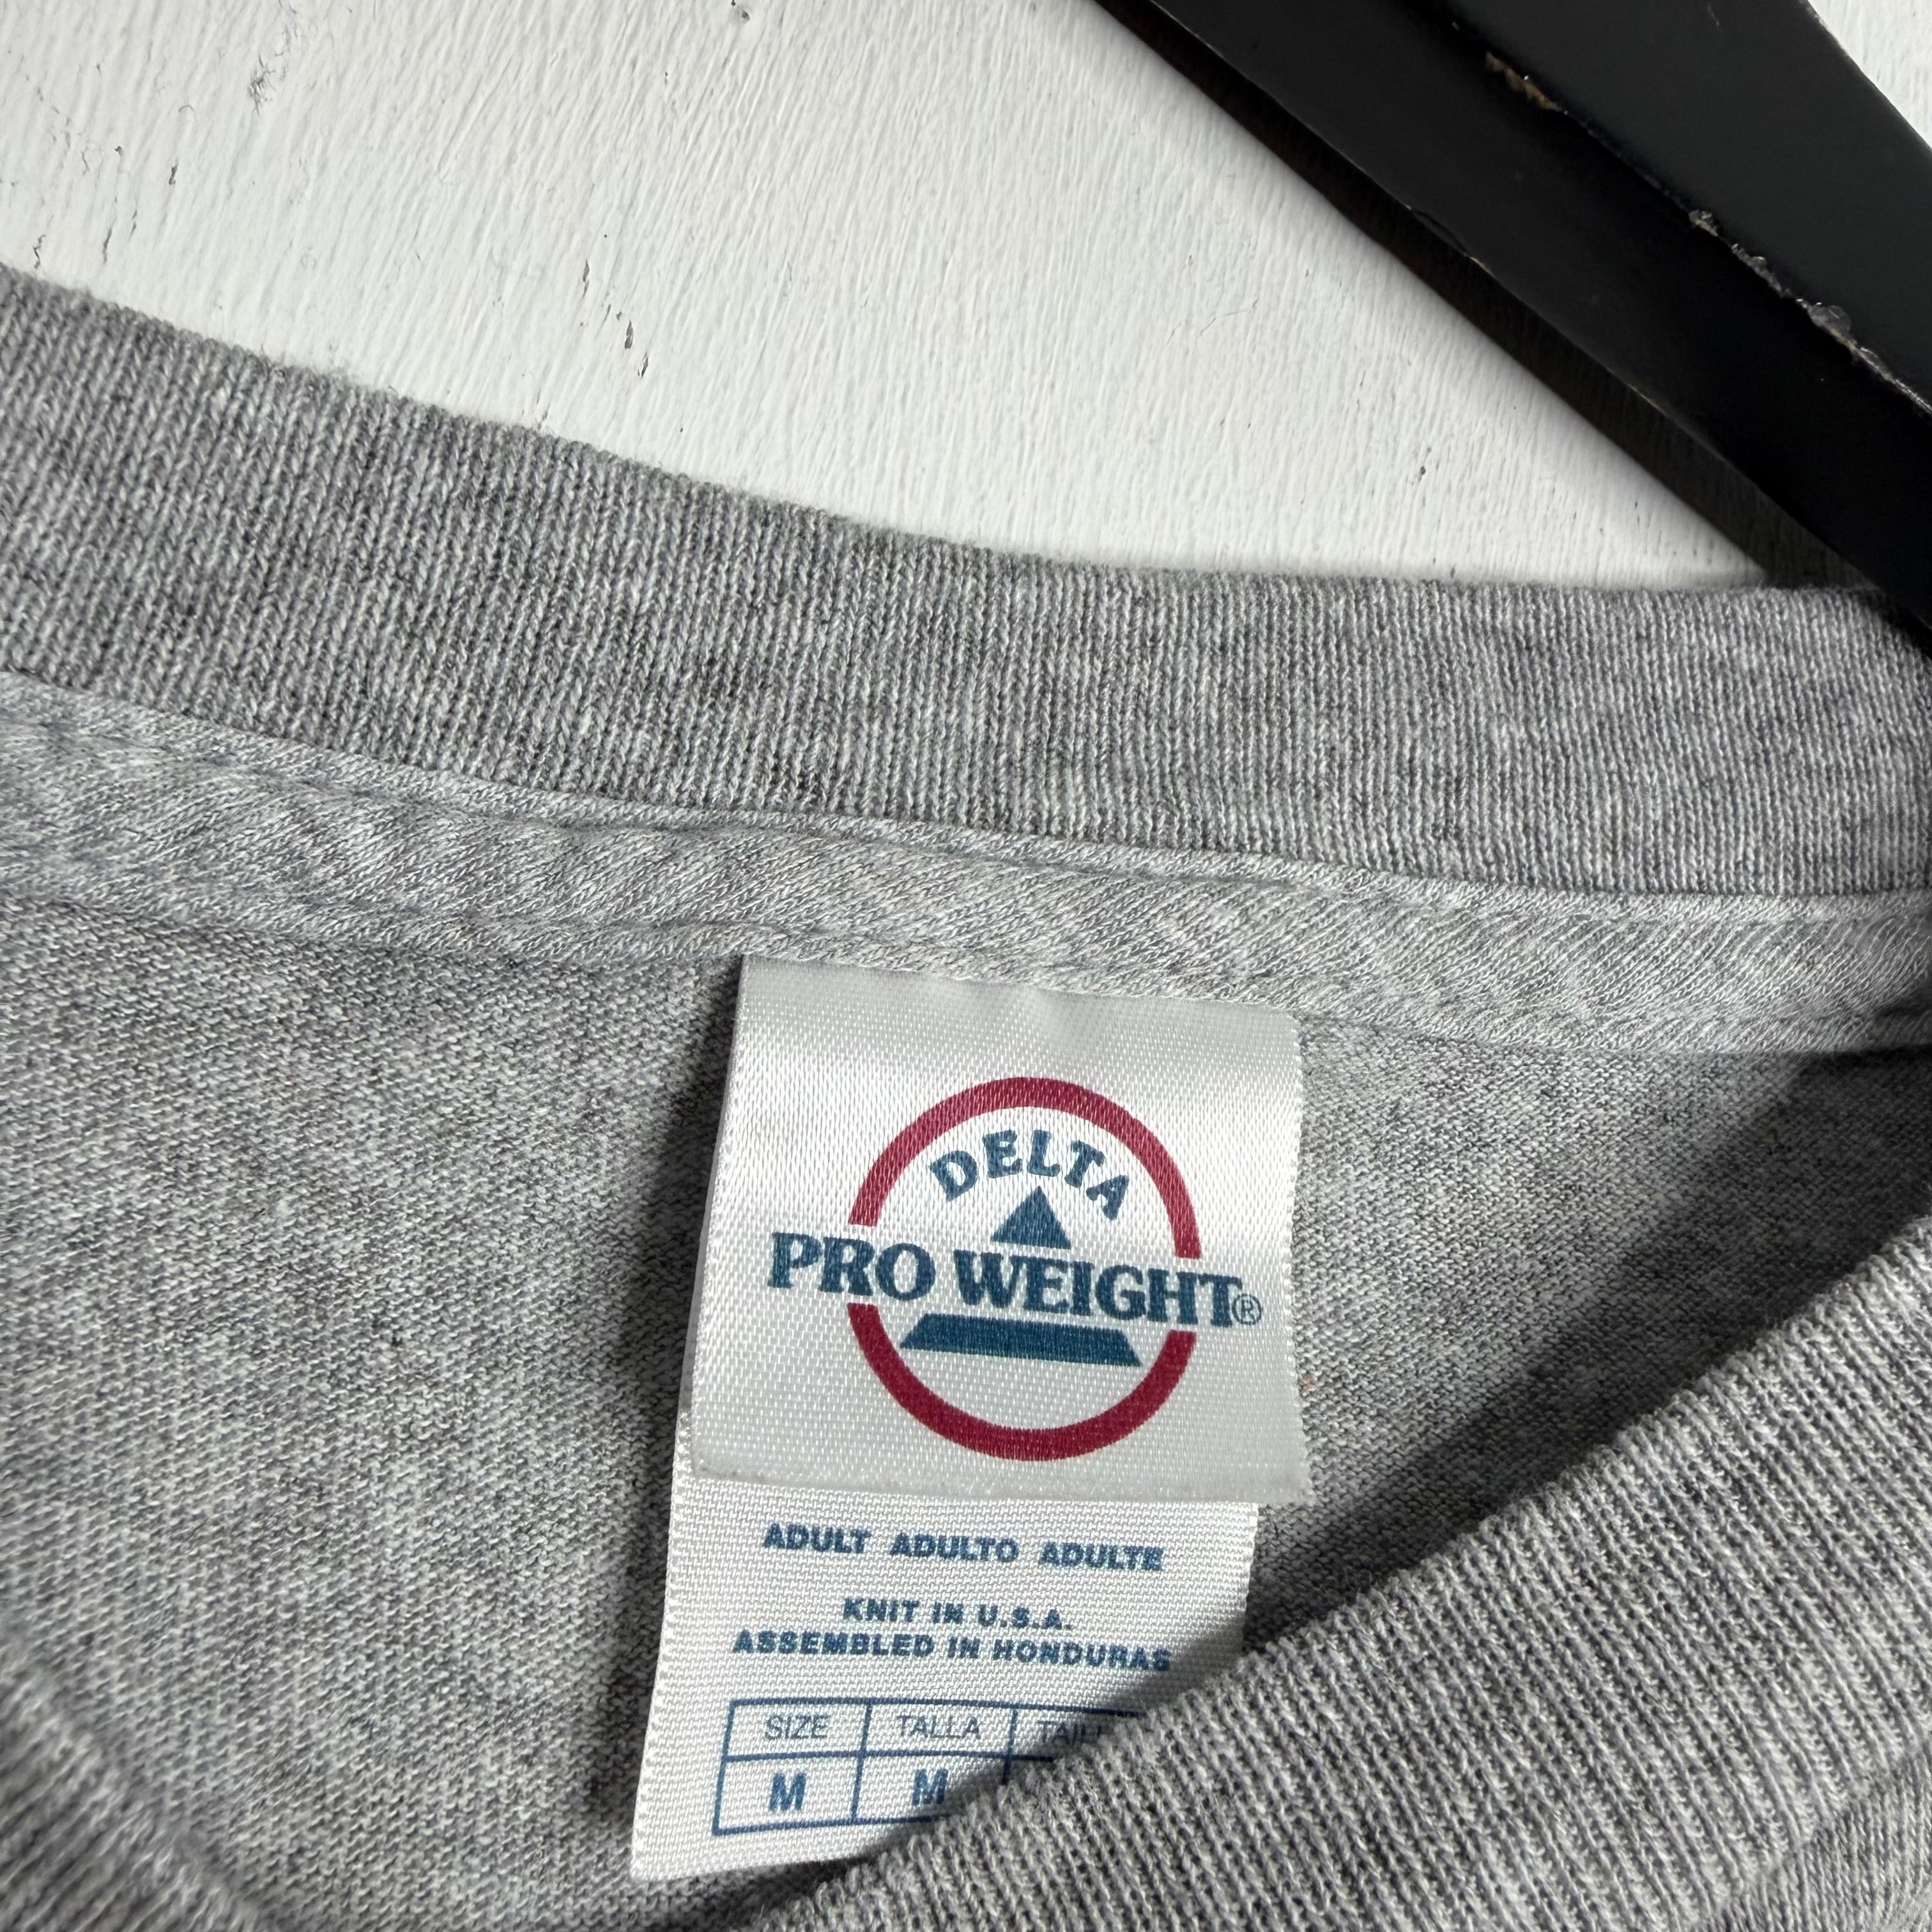 DELTA
PRO WEIGHT®
ADULT ADULTO ADULTE
KNIT IN U.S.A.
ASSEMBLED IN HONDURAS
SIZE TALLA
M M